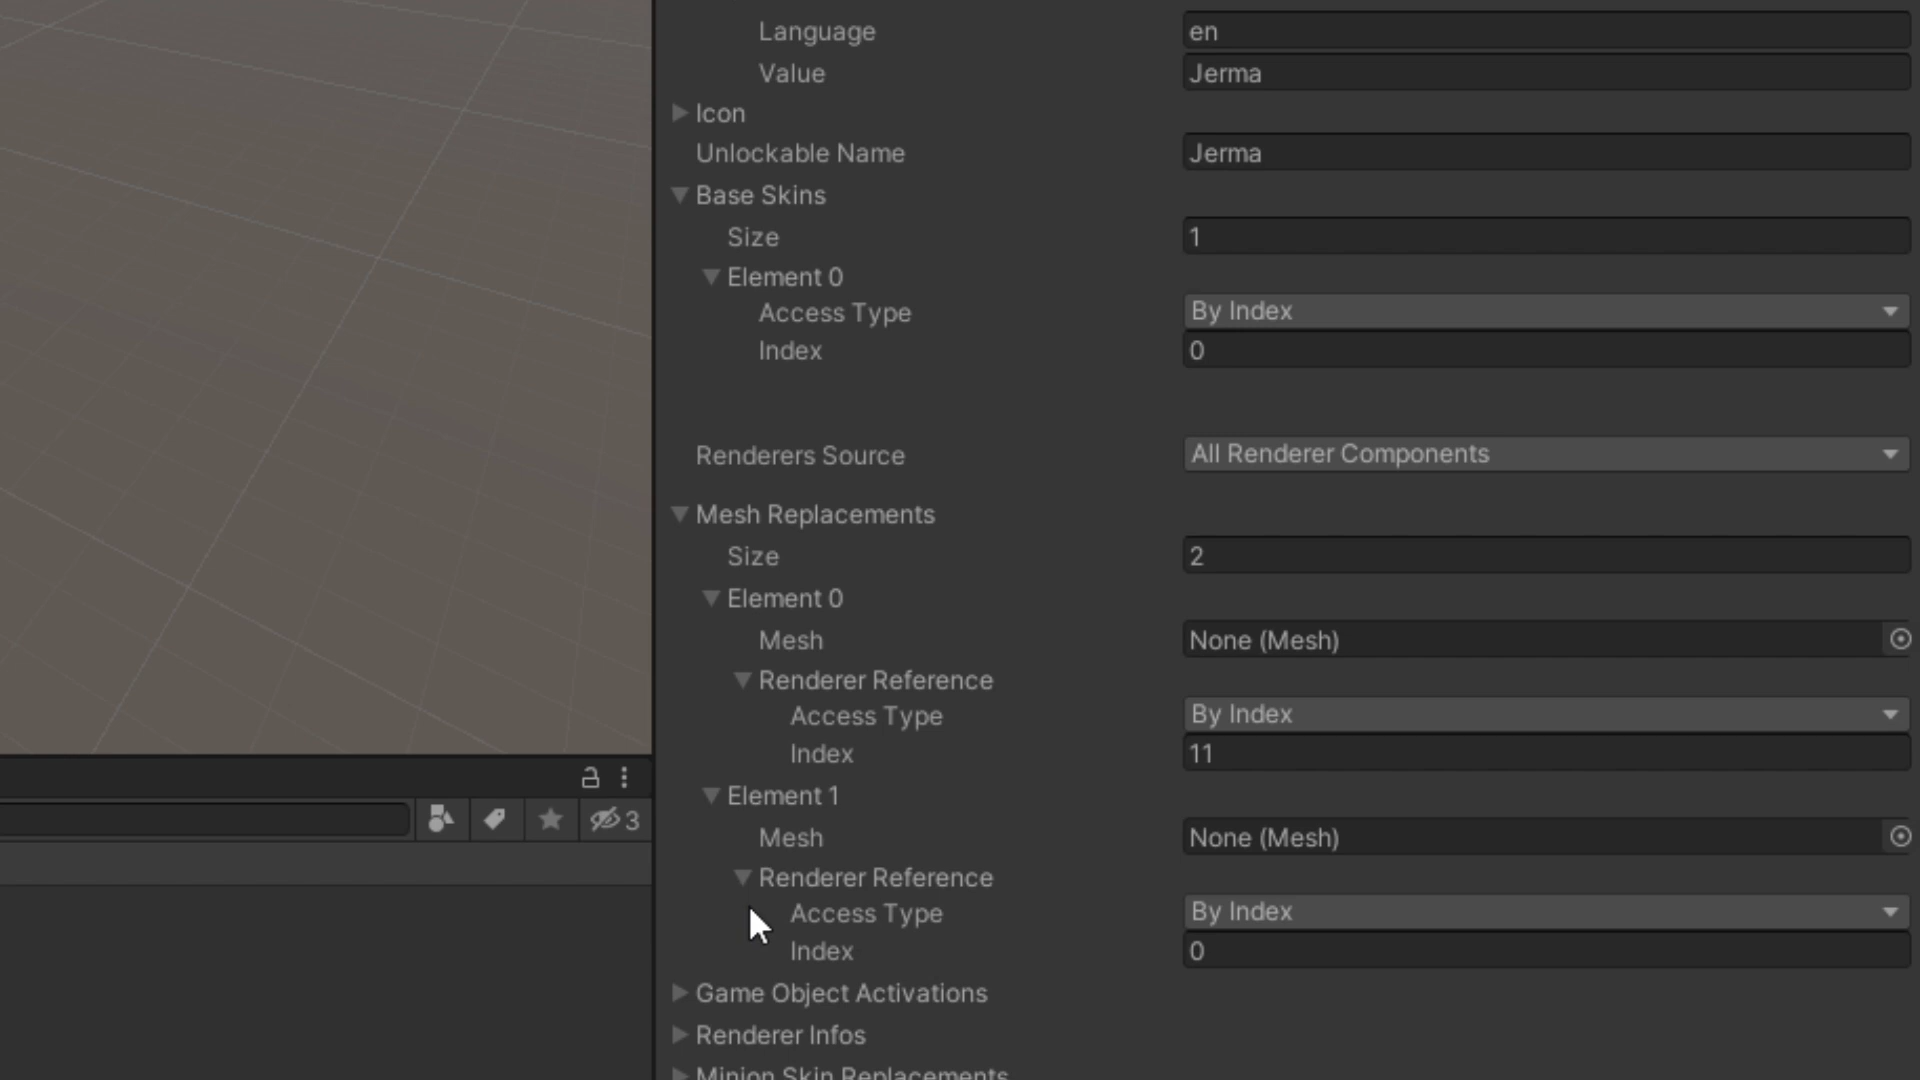 Language en
Value Jerma
Icon
Unlockable Name Jerma
Base Skins
Size 1
Element 0
Access Type By Index
Index 0
Renderers Source All Renderer Components
Mesh Replacements
Size 2
Element 0
Mesh None (Mesh)
Renderer Reference
Access Type By Index
Index 11
3
Element 1
Mesh None (Mesh)
Renderer Reference
Access Type By Index
Index 0
Game Object Activations
Renderer Infos
Minion Skin Replacements